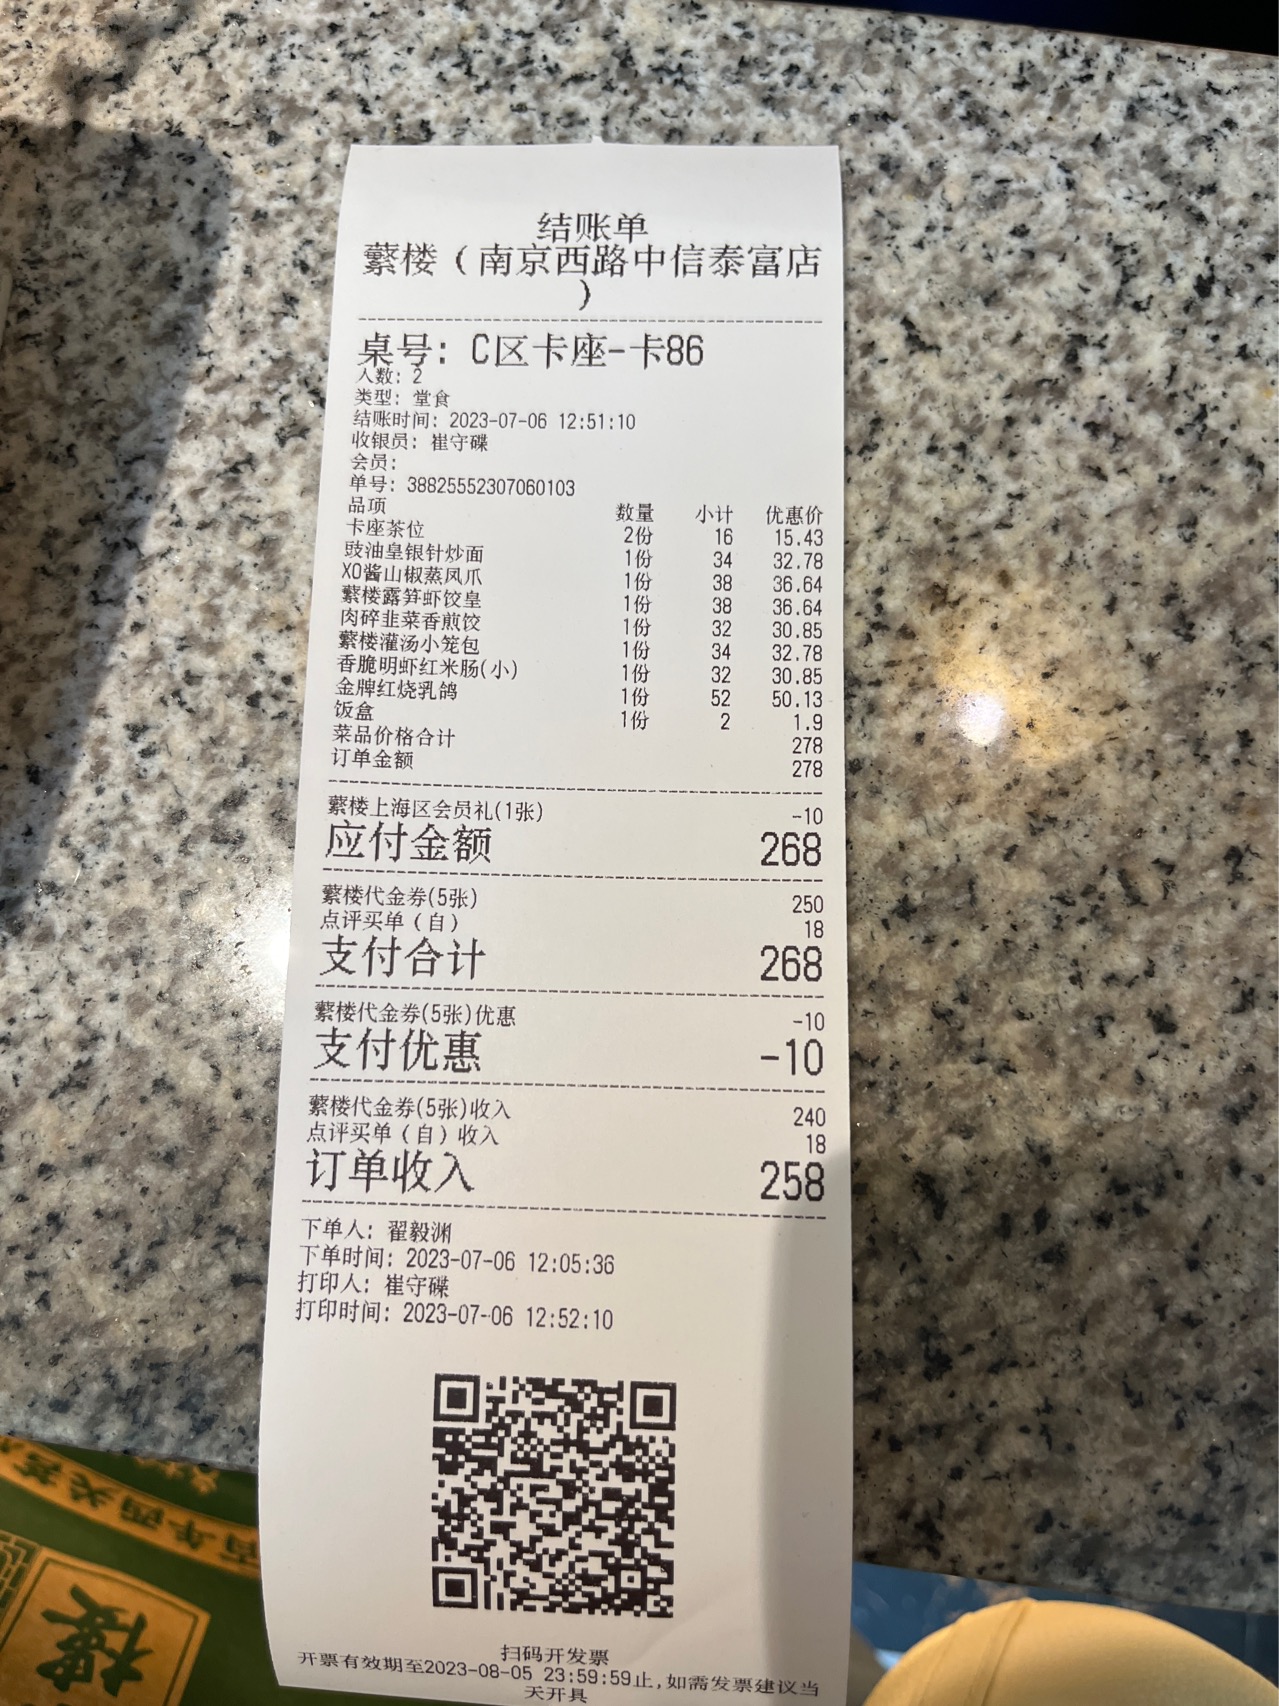 结账单
蘩楼（南京西路中信泰富店
）
桌号: C区卡座-卡86
人数: 2
类型: 堂食
结账时间: 2023-07-06 12:51:10
收银员: 崔守碟
会员:
单号: 38825552307060103
品项 数量 小计 优惠价
卡座茶位 2份 16 15.43
豉油皇银针炒面 1份 34 32.78
XO酱山椒蒸凤爪 1份 38 36.64
蘩楼露笋虾饺皇 1份 38 36.64
肉碎韭菜香煎饺 1份 32 30.85
蘩楼灌汤小笼包 1份 34 32.78
香脆明虾红米肠(小) 1份 32 30.85
金牌红烧乳鸽 1份 52 50.13
饭盒 1份 2 1.9
菜品价格合计 278
订单金额 278
蘩楼上海区会员礼(1张) -10
应付金额 268
蘩楼代金券(5张) 250
点评买单（自） 18
支付合计 268
蘩楼代金券(5张)优惠 -10
支付优惠 -10
蘩楼代金券(5张)收入 240
点评买单（自）收入 18
订单收入 258
下单人: 翟毅渊
下单时间: 2023-07-06 12:05:36
打印人: 崔守碟
打印时间: 2023-07-06 12:52:10
扫码开发票
开票有效期至2023-08-05 23:59:59止,如需发票建议当
天开具
百年西关茗
楼